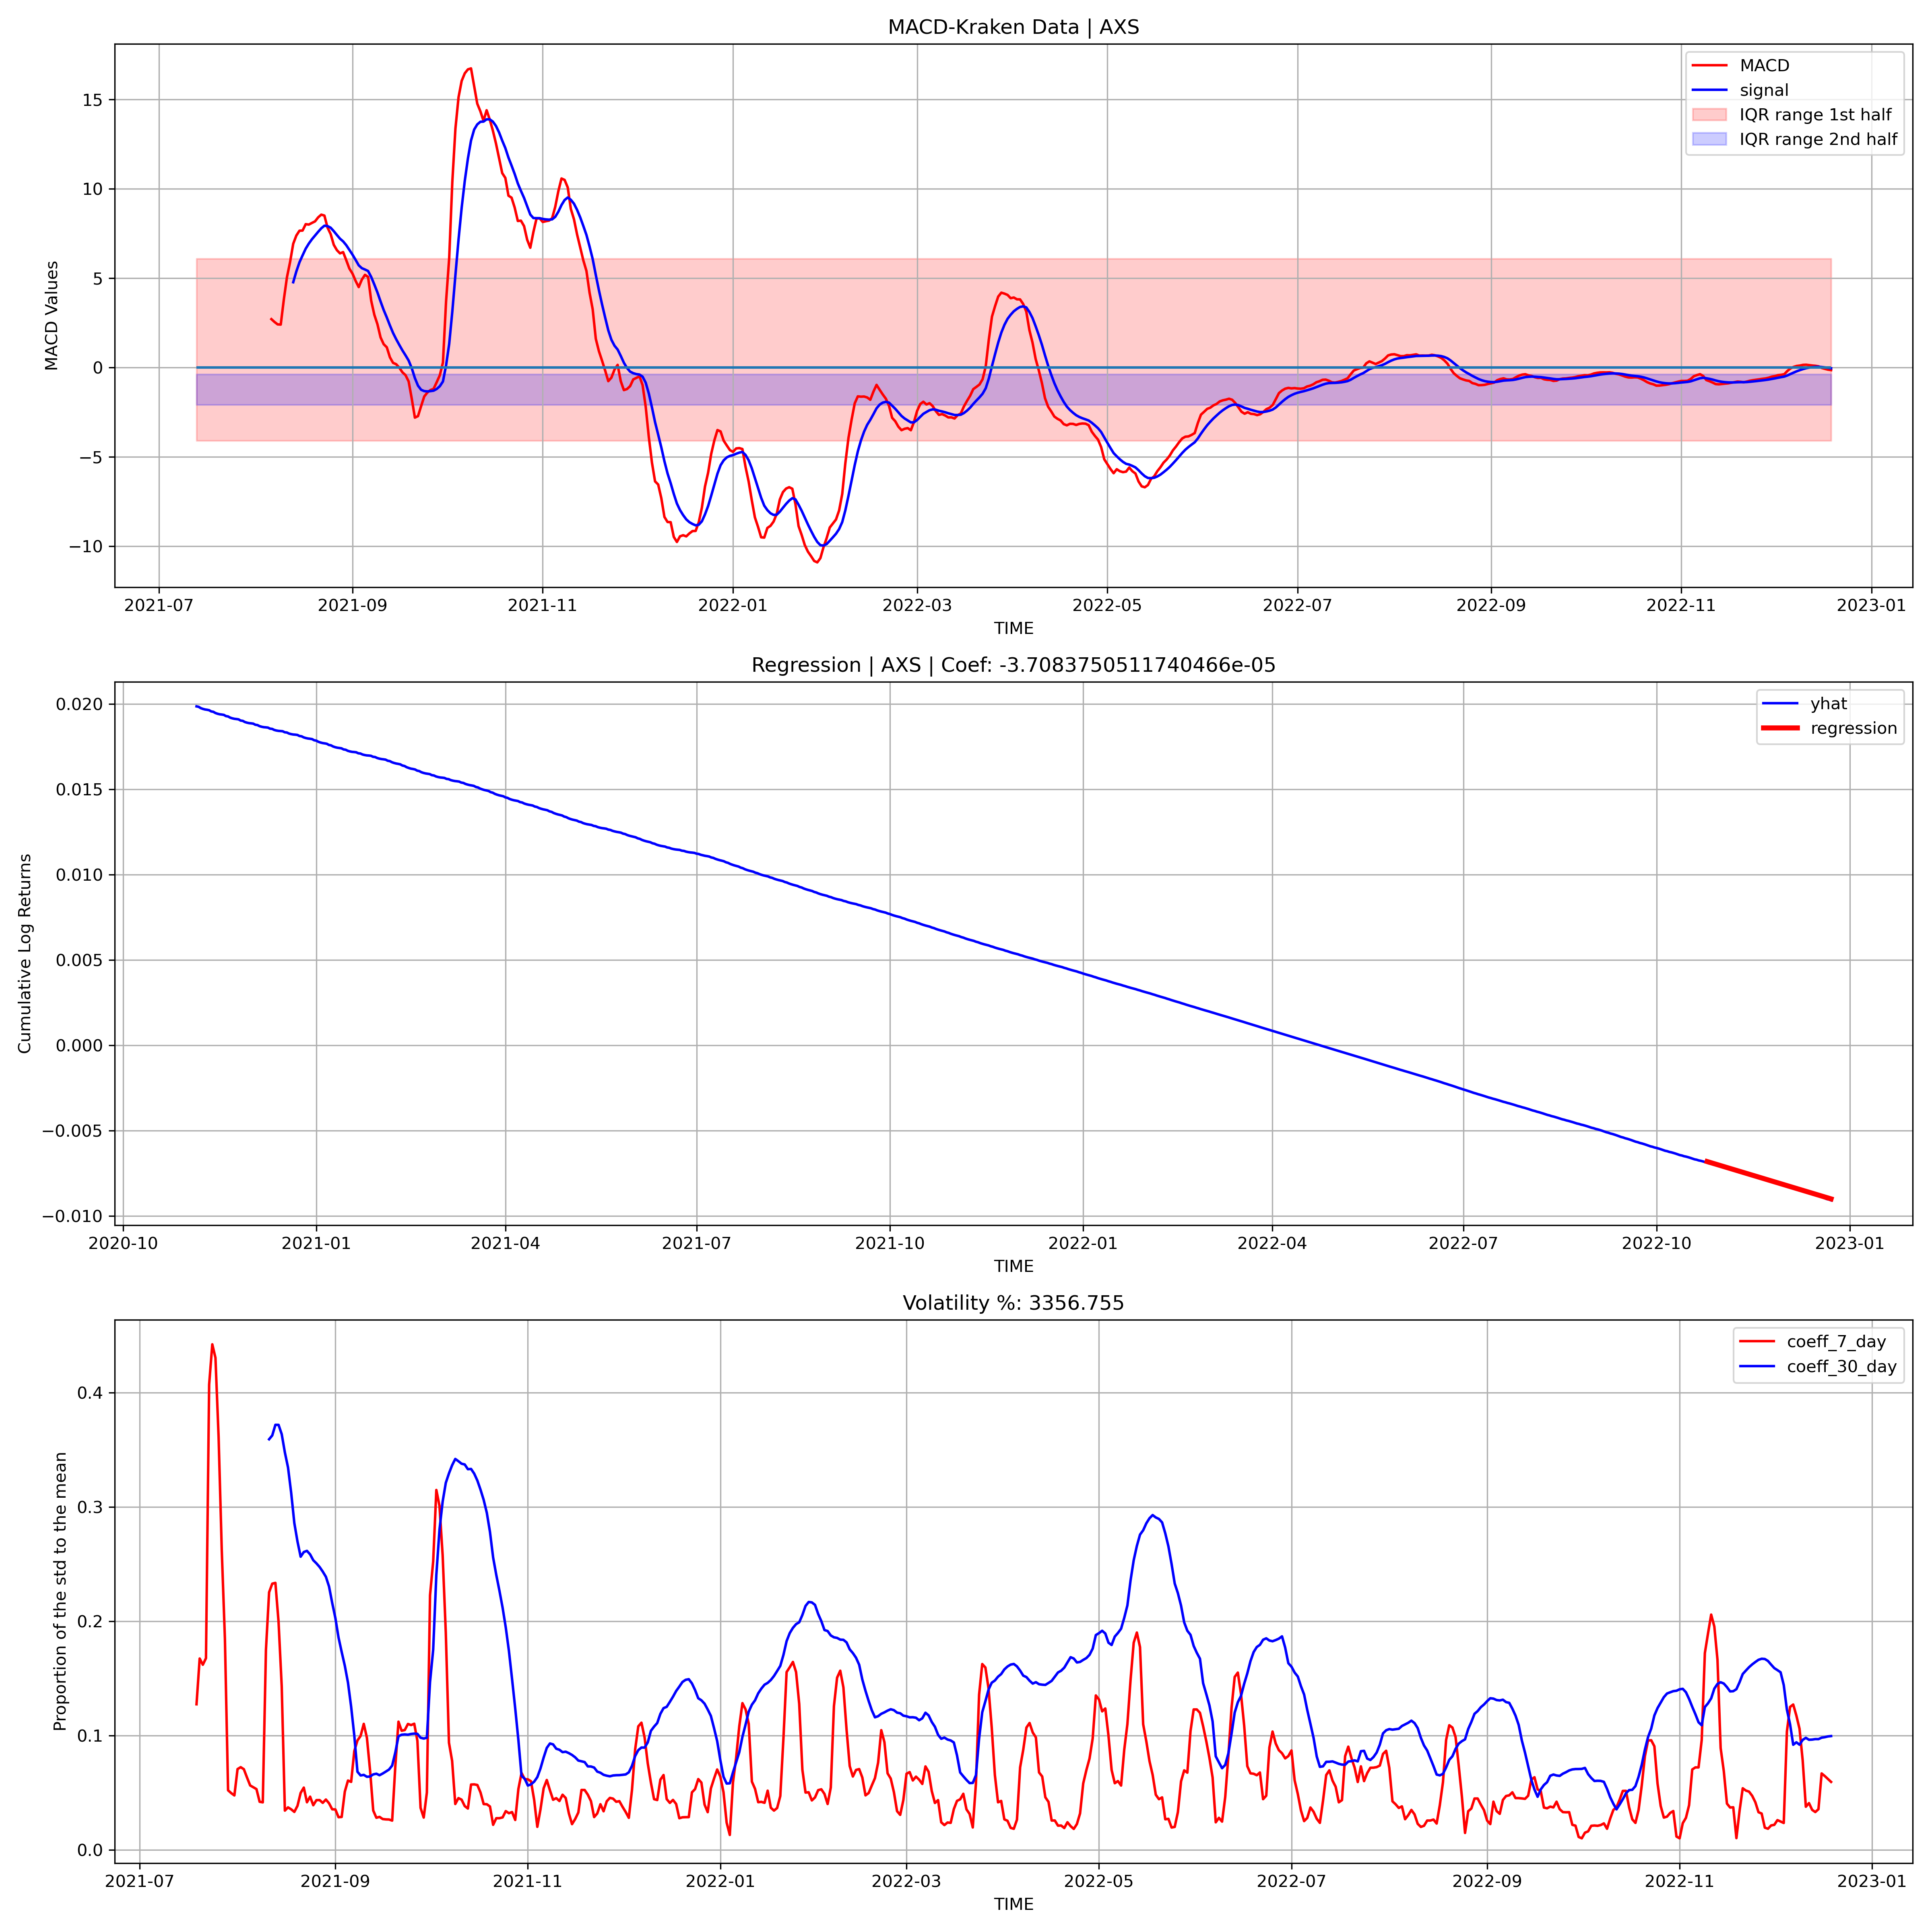 MACD-Kraken Data | AXS
MACD
signal
IQR range 1st half
IQR range 2nd half
MACD Values
15
10
5
0
−5
−10
2021-07 2021-09 2021-11 2022-01 2022-03 2022-05 2022-07 2022-09 2022-11 2023-01
TIME
Regression | AXS | Coef: -3.7083750511740466e-05
yhat
regression
Cumulative Log Returns
0.020
0.015
0.010
0.005
0.000
−0.005
−0.010
2020-10 2021-01 2021-04 2021-07 2021-10 2022-01 2022-04 2022-07 2022-10 2023-01
TIME
Volatility %: 3356.755
coeff_7_day
coeff_30_day
Proportion of the std to the mean
0.4
0.3
0.2
0.1
0.0
2021-07 2021-09 2021-11 2022-01 2022-03 2022-05 2022-07 2022-09 2022-11 2023-01
TIME